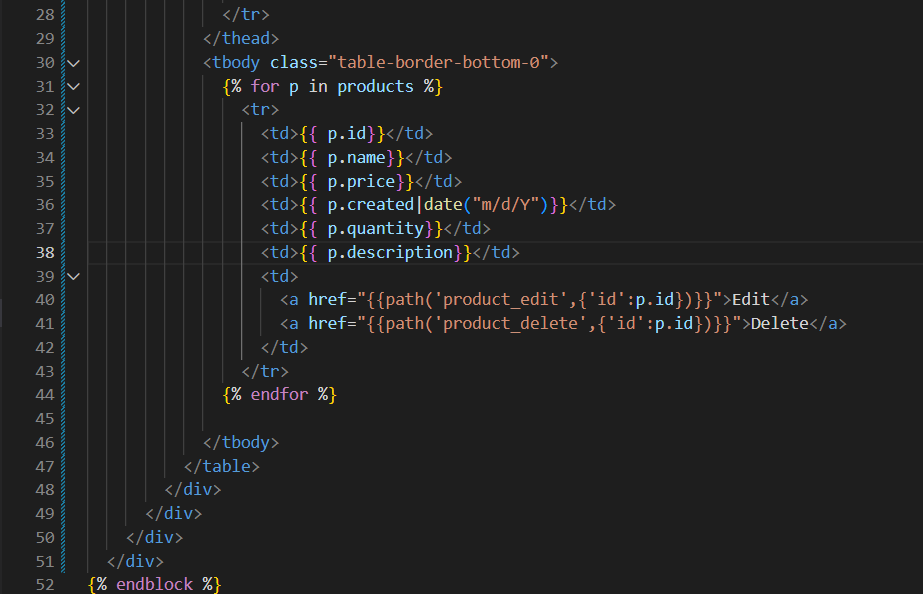 28 </tr>
29 </thead>
30 <tbody class="table-border-bottom-0">
31 {% for p in products %}
32 <tr>
33 <td>{{ p.id}}</td>
34 <td>{{ p.name}}</td>
35 <td>{{ p.price}}</td>
36 <td>{{ p.created|date("m/d/Y")}}</td>
37 <td>{{ p.quantity}}</td>
38 <td>{{ p.description}}</td>
39 <td>
40 <a href="{{path('product_edit',{'id':p.id})}}">Edit</a>
41 <a href="{{path('product_delete',{'id':p.id})}}">Delete</a>
42 </td>
43 </tr>
44 {% endfor %}
45
46 </tbody>
47 </table>
48 </div>
49 </div>
50 </div>
51 </div>
52 {% endblock %}